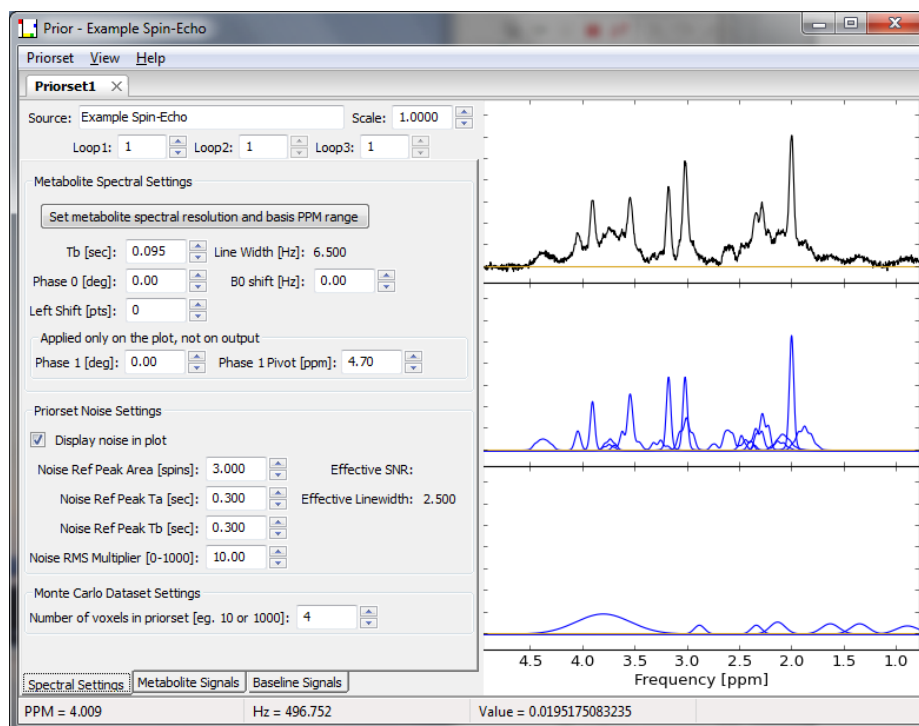 Prior - Example Spin-Echo
Priorset View Help
Priorset1
Source: Example Spin-Echo Scale: 1.0000
Loop1: 1 Loop2: 1 Loop3: 1
Metabolite Spectral Settings
Set metabolite spectral resolution and basis PPM range
Tb [sec]: 0.095 Line Width [Hz]: 6.500
Phase 0 [deg]: 0.00 B0 shift [Hz]: 0.00
Left Shift [pts]: 0
Applied only on the plot, not on output
Phase 1 [deg]: 0.00 Phase 1 Pivot [ppm]: 4.70
Priorset Noise Settings
Display noise in plot
Noise Ref Peak Area [spins]: 3.000 Effective SNR:
Noise Ref Peak Ta [sec]: 0.300 Effective Linewidth: 2.500
Noise Ref Peak Tb [sec]: 0.300
Noise RMS Multiplier [0-1000]: 10.00
Monte Carlo Dataset Settings
Number of voxels in priorset [eg. 10 or 1000]: 4
4.5 4.0 3.5 3.0 2.5 2.0 1.5 1.0
Frequency [ppm]
Spectral Settings Metabolite Signals Baseline Signals
PPM = 4.009 Hz = 496.752 Value = 0.0195175083235